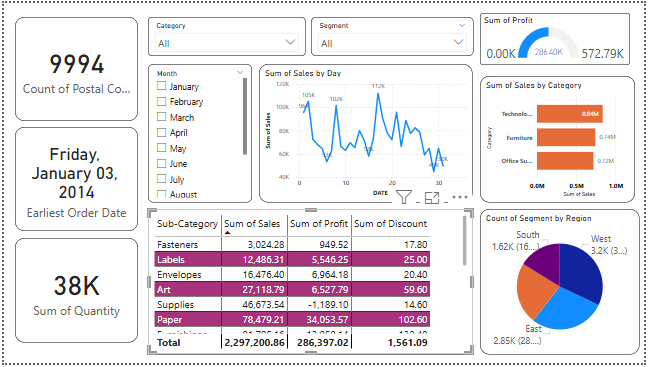 9994
Count of Postal Co...
Friday,
January 03,
2014
Earliest Order Date
38K
Sum of Quantity
Category
All
Segment
All
Month
January
February
March
April
May
June
July
August
Sum of Sales by Day
120K
100K
80K
60K
40K
Sum of Sales
105K
102K
112K
0
10
20
30
DATE
Sum of Profit
0.00K
286.40K
572.79K
Sum of Sales by Category
Category
Technolo...
0.84M
Furniture
0.74M
Office Su...
0.72M
0.0M
0.5M
1.0M
Sum of Sales
Sub-Category Sum of Sales Sum of Profit Sum of Discount
Fasteners 3,024.28 949.52 17.80
Labels 12,486.31 5,546.25 25.00
Envelopes 16,476.40 6,964.18 20.40
Art 27,118.79 6,527.79 59.60
Supplies 46,673.54 -1,189.10 14.60
Paper 78,479.21 34,053.57 102.60
Total 2,297,200.86 286,397.02 1,561.09
Count of Segment by Region
South
1.62K (16....
West
3.2K (3...)
East
2.85K (28....)